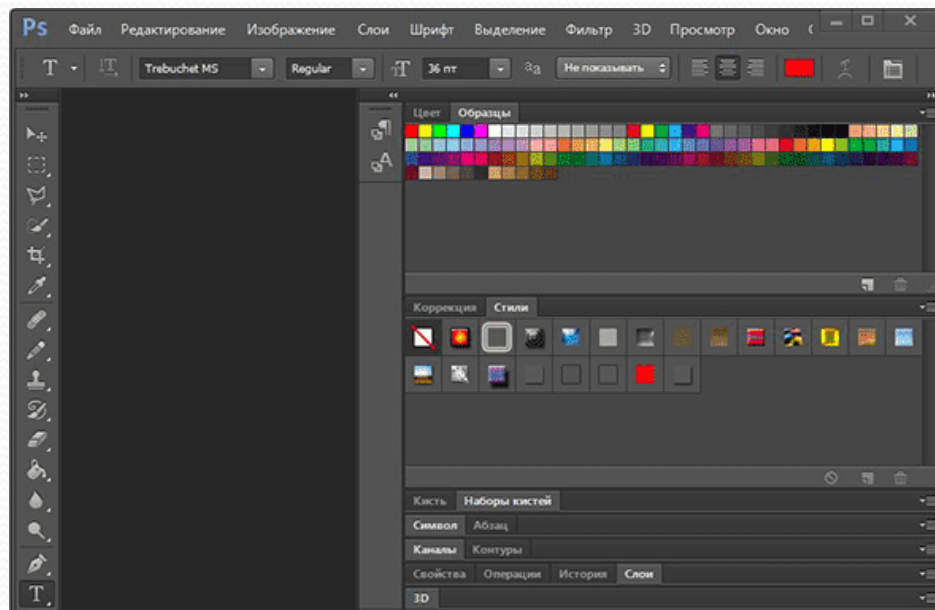 Ps Файл Редактирование Изображение Слои Шрифт Выделение Фильтр 3D Просмотр Окно
T Trebuchet MS Regular T 36 пт aa Не показывать
Цвет Образцы
A
Коррекция Стили
Кисть Наборы кистей
Символ Абзац
Каналы Контуры
Свойства Операции История Слои
T 3D